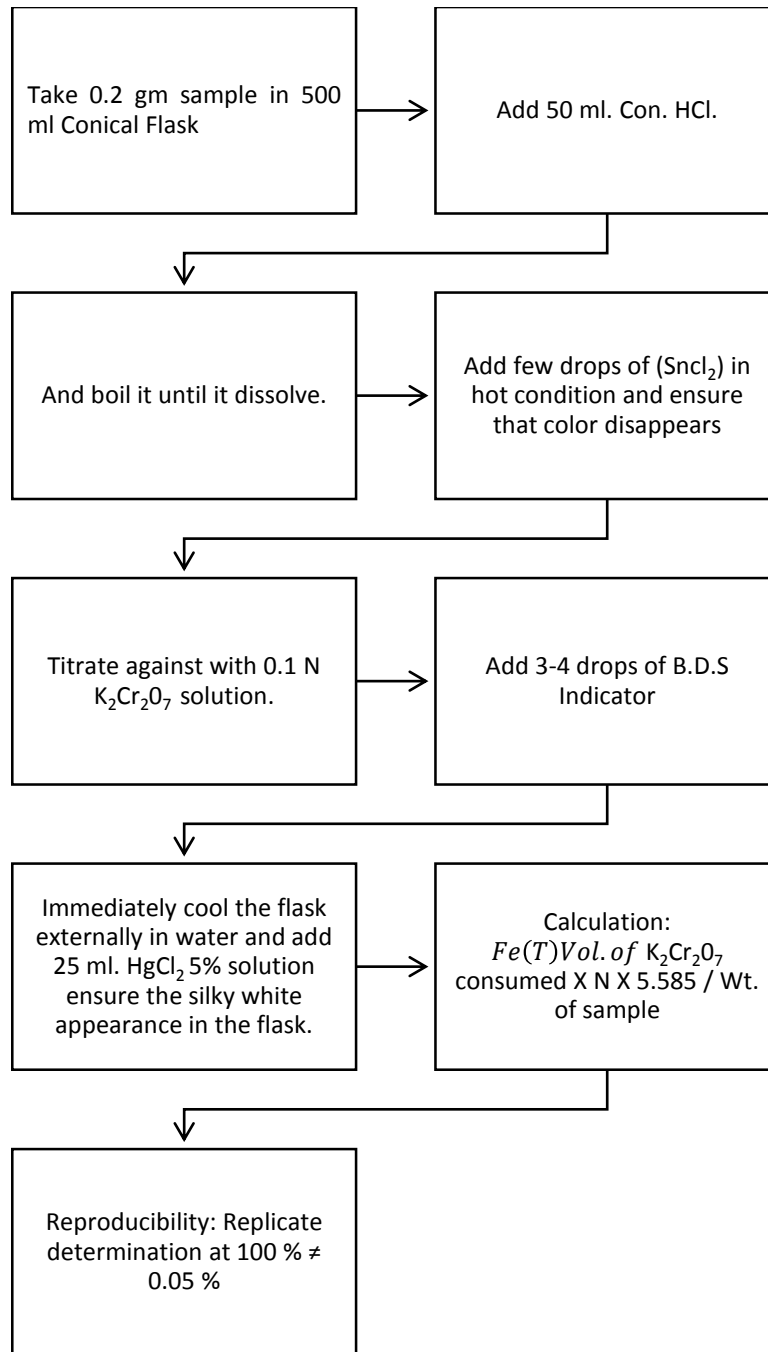 Take 0.2 gm sample in 500
ml Conical Flask
Add 50 ml. Con. HCl.
And boil it until it dissolve.
Add few drops of (Sncl₂) in
hot condition and ensure
that color disappears
Titrate against with 0.1 N
K₂Cr₂0₇ solution.
Add 3-4 drops of B.D.S
Indicator
Immediately cool the flask
externally in water and add
25 ml. HgCl₂ 5% solution
ensure the silky white
appearance in the flask.
Calculation:
Fe(T)Vol. of K₂Cr₂0₇
consumed X N X 5.585 / Wt.
of sample
Reproducibility: Replicate
determination at 100 % ≠
0.05 %